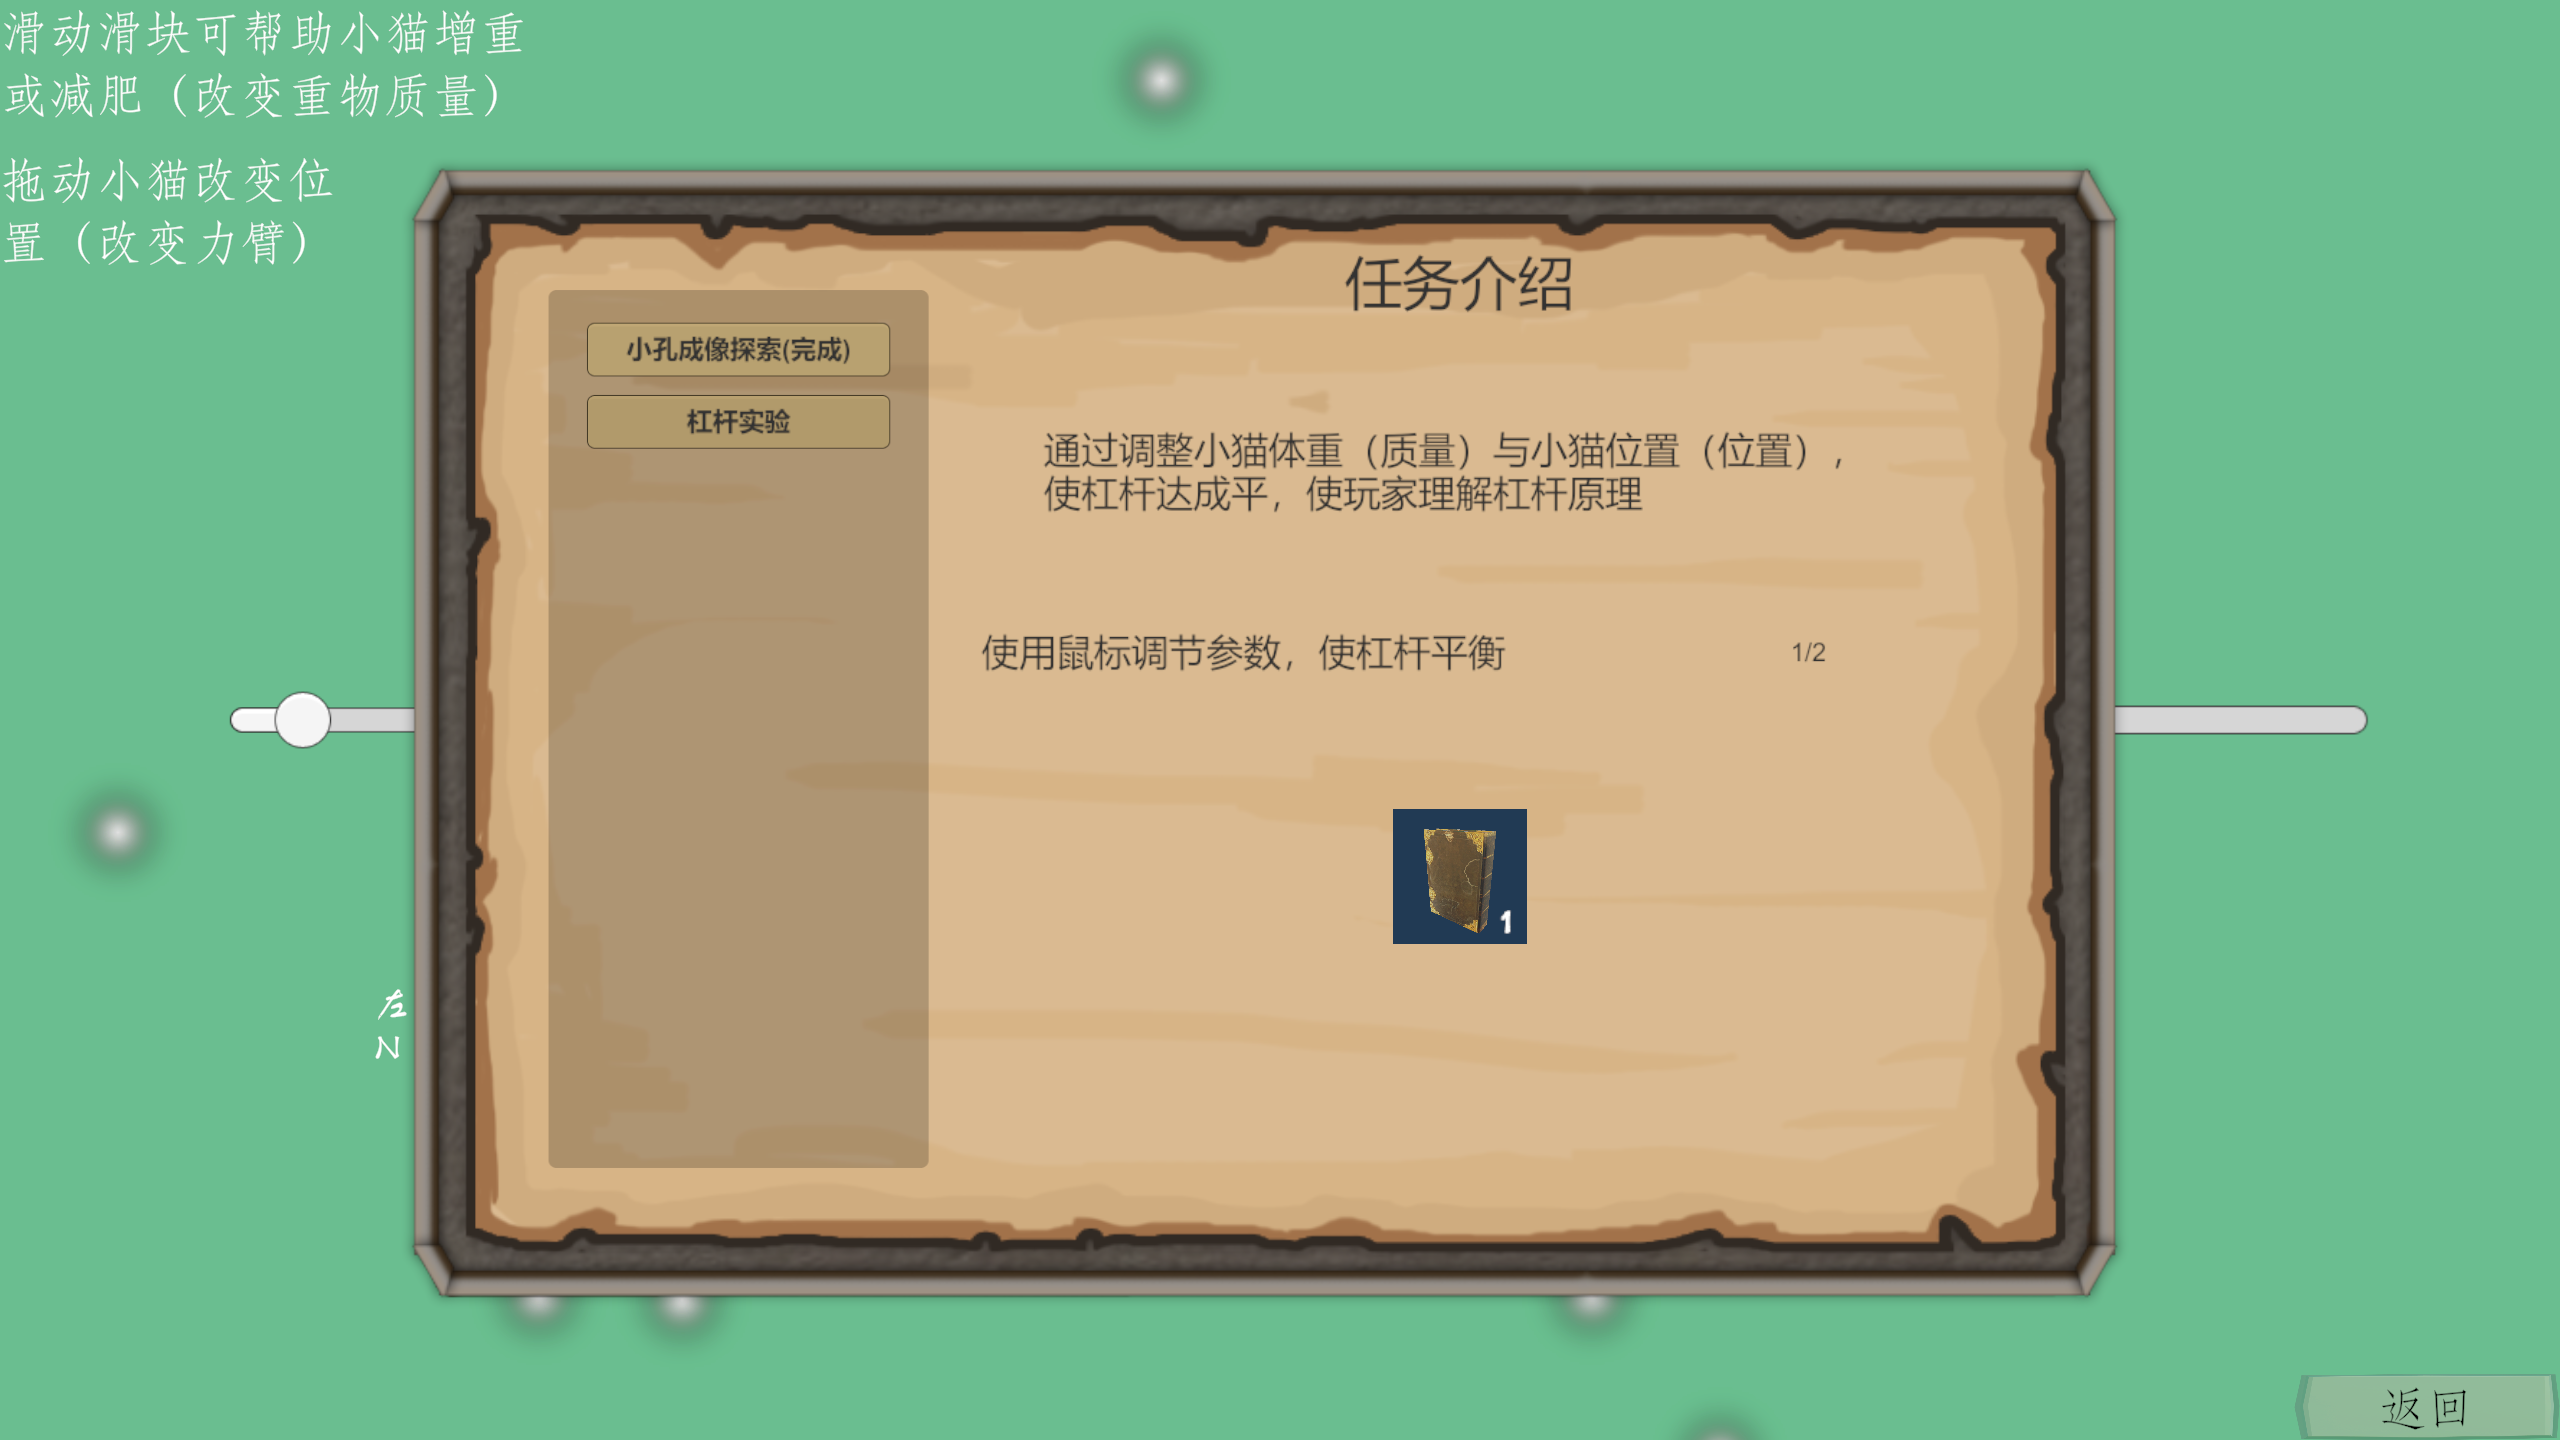 滑动滑块可帮助小猫增重
或减肥（改变重物质量）
拖动小猫改变位
置（改变力臂）
任务介绍
小孔成像探索(完成)
杠杆实验
通过调整小猫体重（质量）与小猫位置（位置），
使杠杆达成平，使玩家理解杠杆原理
使用鼠标调节参数，使杠杆平衡
1/2
1
左
N
返回